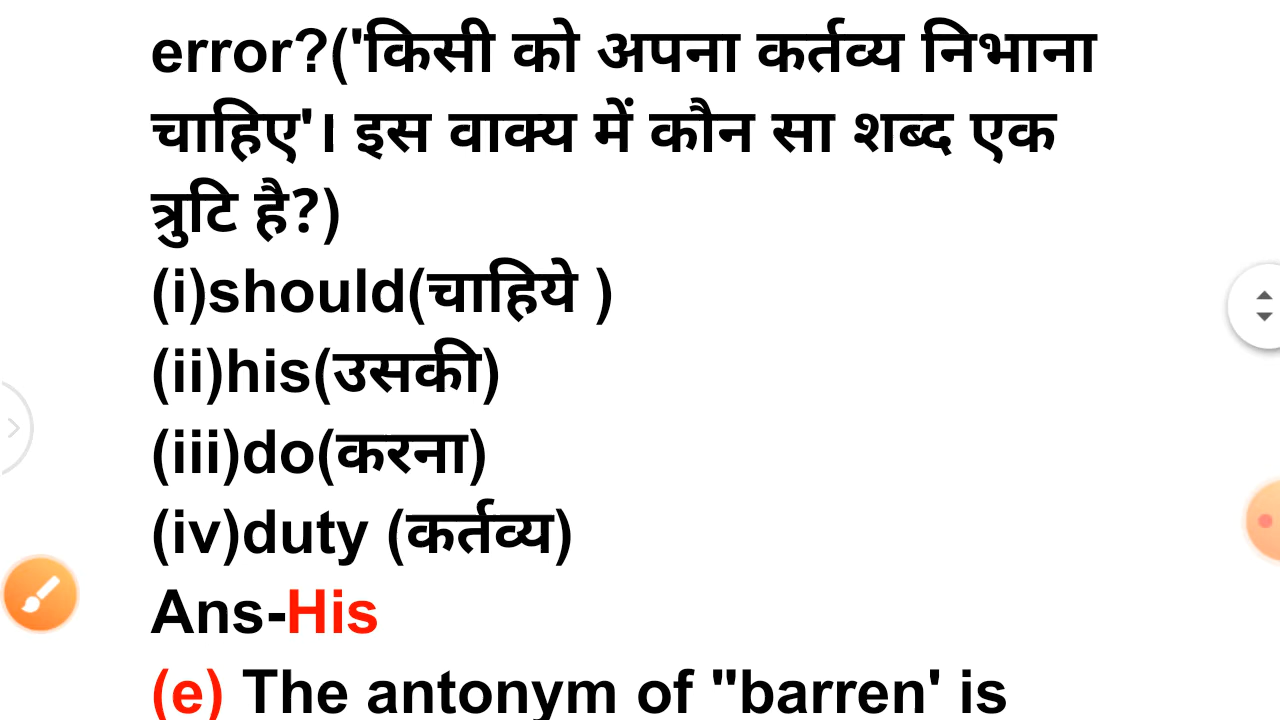 error?('किसी को अपना कर्तव्य निभाना
चाहिए'। इस वाक्य में कौन सा शब्द एक
त्रुटि है?)
(i)should(चाहिये )
(ii)his(उसकी)
(iii)do(करना)
(iv)duty (कर्तव्य)
Ans-His
(e) The antonym of "barren' is